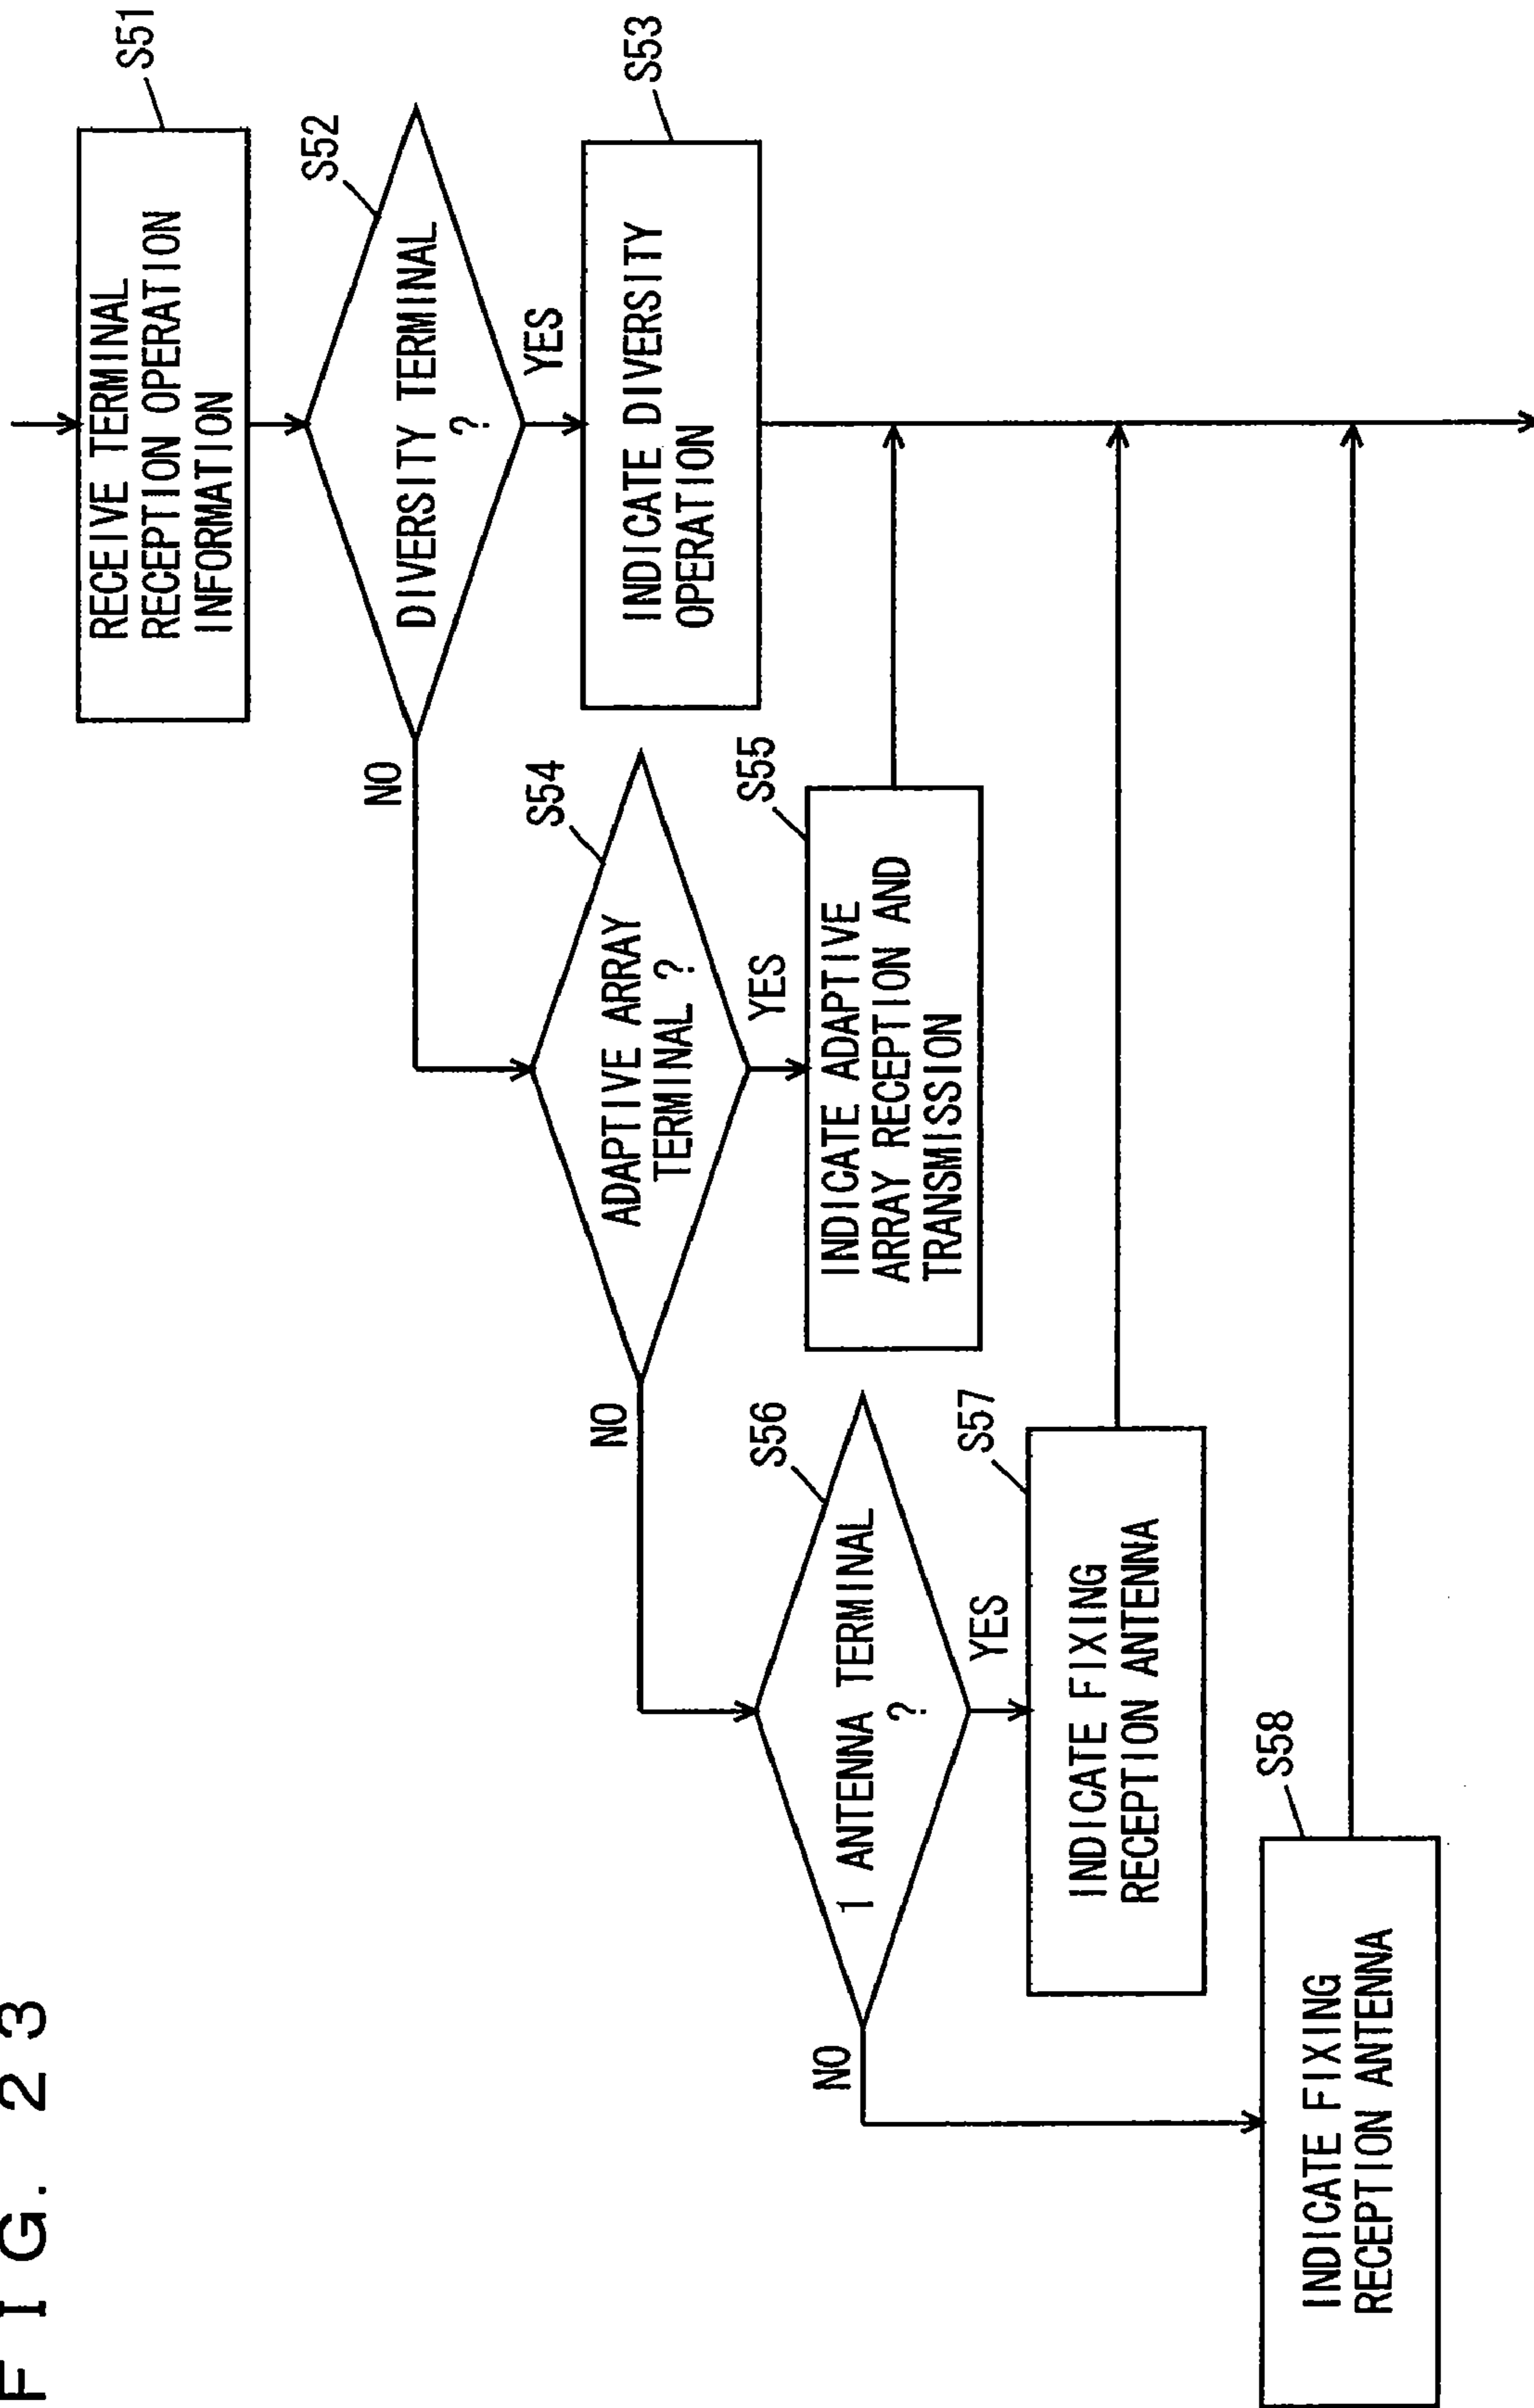 FIG. 23
RECEIVE TERMINAL
RECEPTION OPERATION
INFORMATION
S51
DIVERSITY TERMINAL
?
S52
NO
YES
INDICATE DIVERSITY
OPERATION
S53
ADAPTIVE ARRAY
TERMINAL ?
S54
NO
YES
INDICATE ADAPTIVE
ARRAY RECEPTION AND
TRANSMISSION
S55
1 ANTENNA TERMINAL
?
S56
NO
YES
INDICATE FIXING
RECEPTION ANTENNA
S57
INDICATE FIXING
RECEPTION ANTENNA
S58